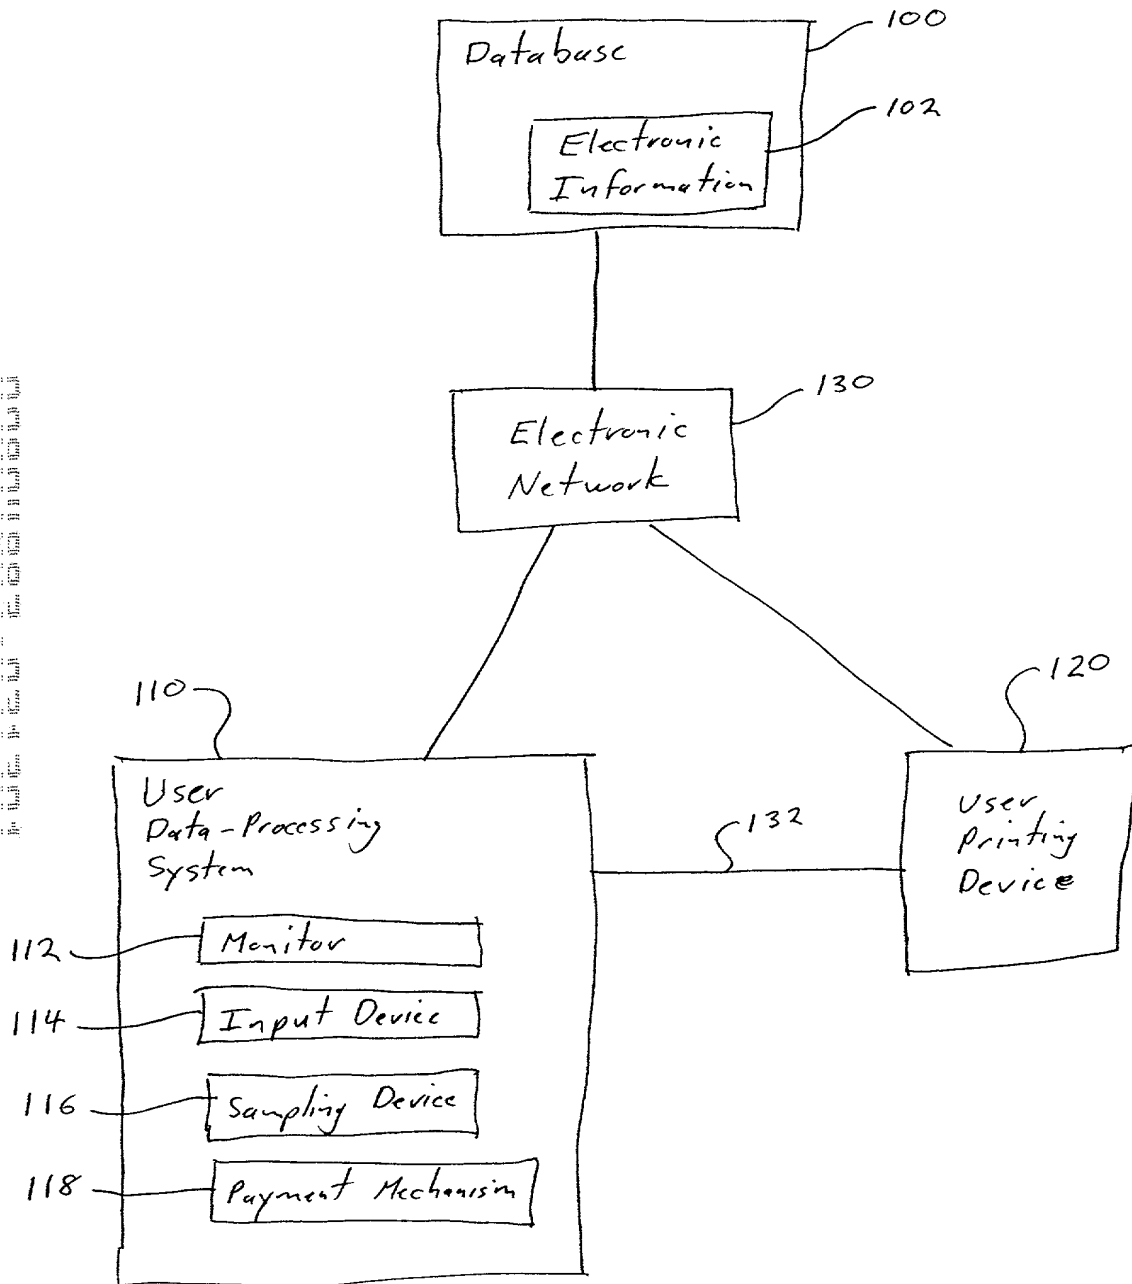 100
Database
102
Electronic
Information
130
Electronic
Network
110
120
User
Data-Processing
System
132
User
Printing
Device
112
Monitor
114
Input Device
116
Sampling Device
118
Payment Mechanism